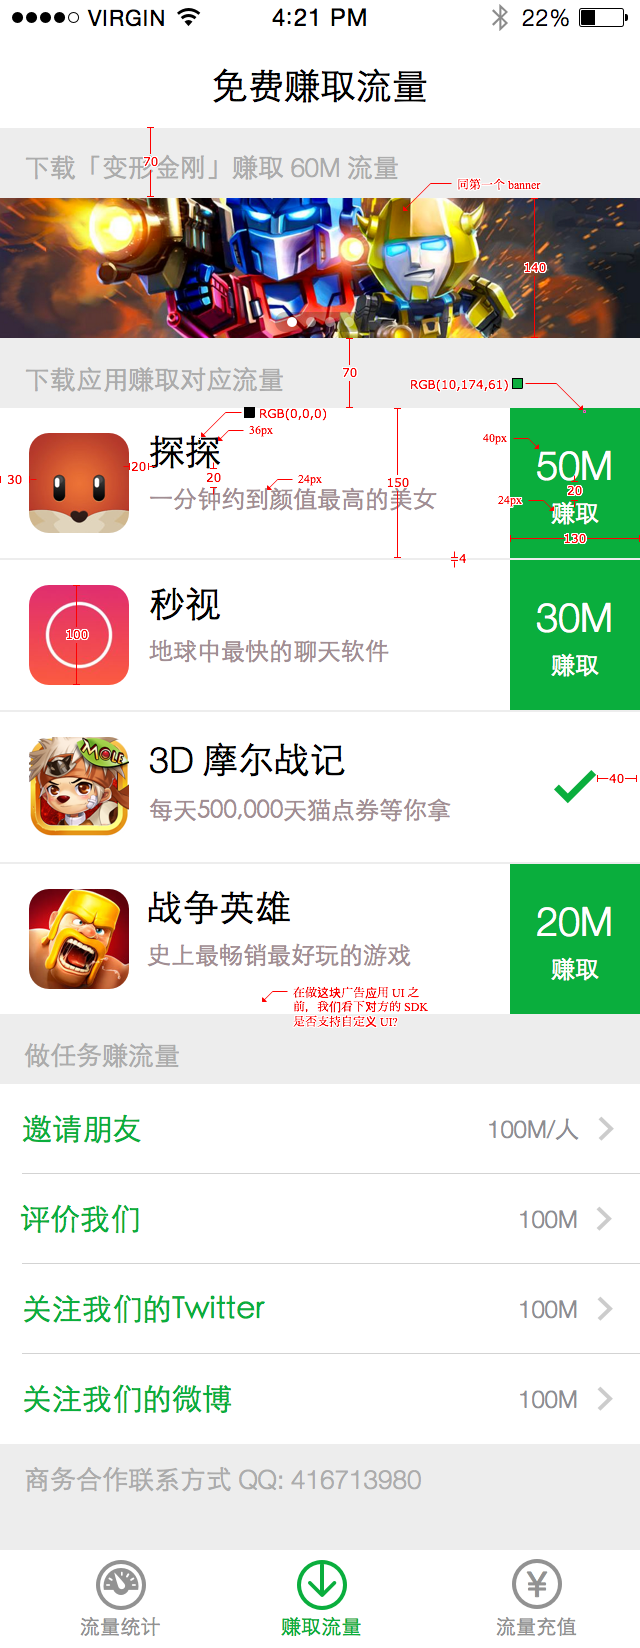 VIRGIN
4:21 PM
22%
免费赚取流量
下载「变形金刚」赚取 60M 流量
70
同第一个 banner
140
下载应用赚取对应流量
70
RGB(10,174,61)
RGB(0,0,0)
36px
探探
一分钟约到颜值最高的美女
30
20
20
24px
150
4
40px
50M
20
24px
赚取
130
秒视
地球中最快的聊天软件
100
30M
赚取
MOLE
3D 摩尔战记
每天500,000天猫点券等你拿
40
战争英雄
史上最畅销最好玩的游戏
20M
赚取
在做这块广告应用 UI 之
前，我们看下对方的 SDK
是否支持自定义 UI?
做任务赚流量
邀请朋友
100M/人
评价我们
100M
关注我们的Twitter
100M
关注我们的微博
100M
商务合作联系方式 QQ: 416713980
流量统计
赚取流量
¥
流量充值